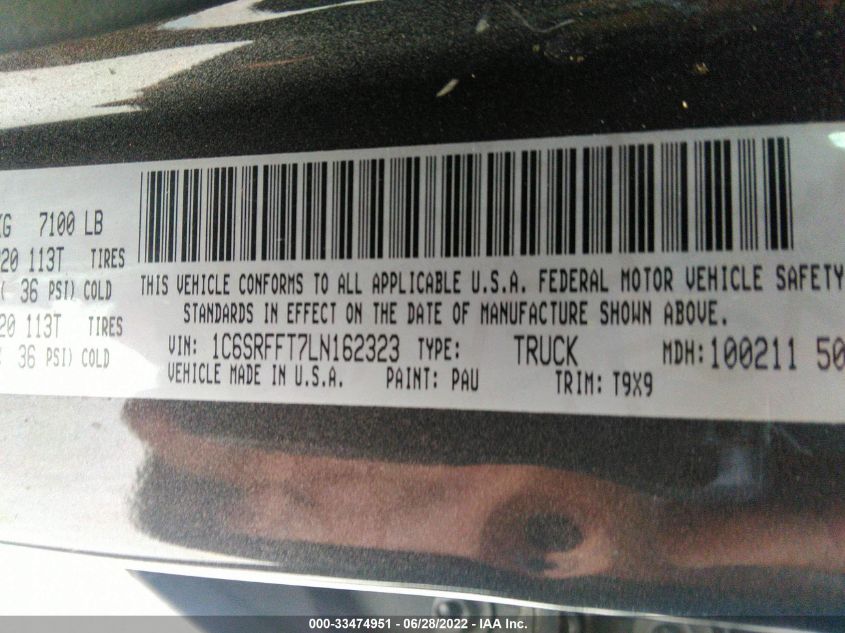 KG 7100 LB
20 113T TIRES
( 36 PSI) COLD
20 113T TIRES
36 PSI) COLD
THIS VEHICLE CONFORMS TO ALL APPLICABLE U.S.A. FEDERAL MOTOR VEHICLE SAFETY
STANDARDS IN EFFECT ON THE DATE OF MANUFACTURE SHOWN ABOVE.
VIN: 1C6SRFFT7LN162323 TYPE: TRUCK MDH:100211 50
VEHICLE MADE IN U.S.A. PAINT: PAU TRIM: T9X9
000-33474951 / 06/28/2022 - IAA Inc.